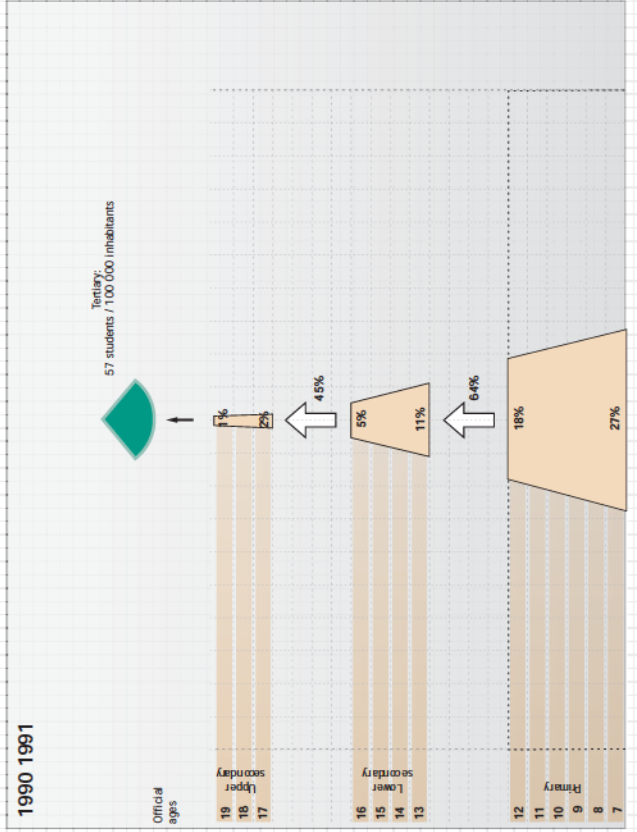 1990 1991
Tertiary:
57 students / 100 000 inhabitants
Official
ages
19
18
17
Upper
secondary
1%
2%
45%
16
15
14
13
Lower
secondary
5%
11%
64%
12
11
10
9
8
7
Primary
18%
27%